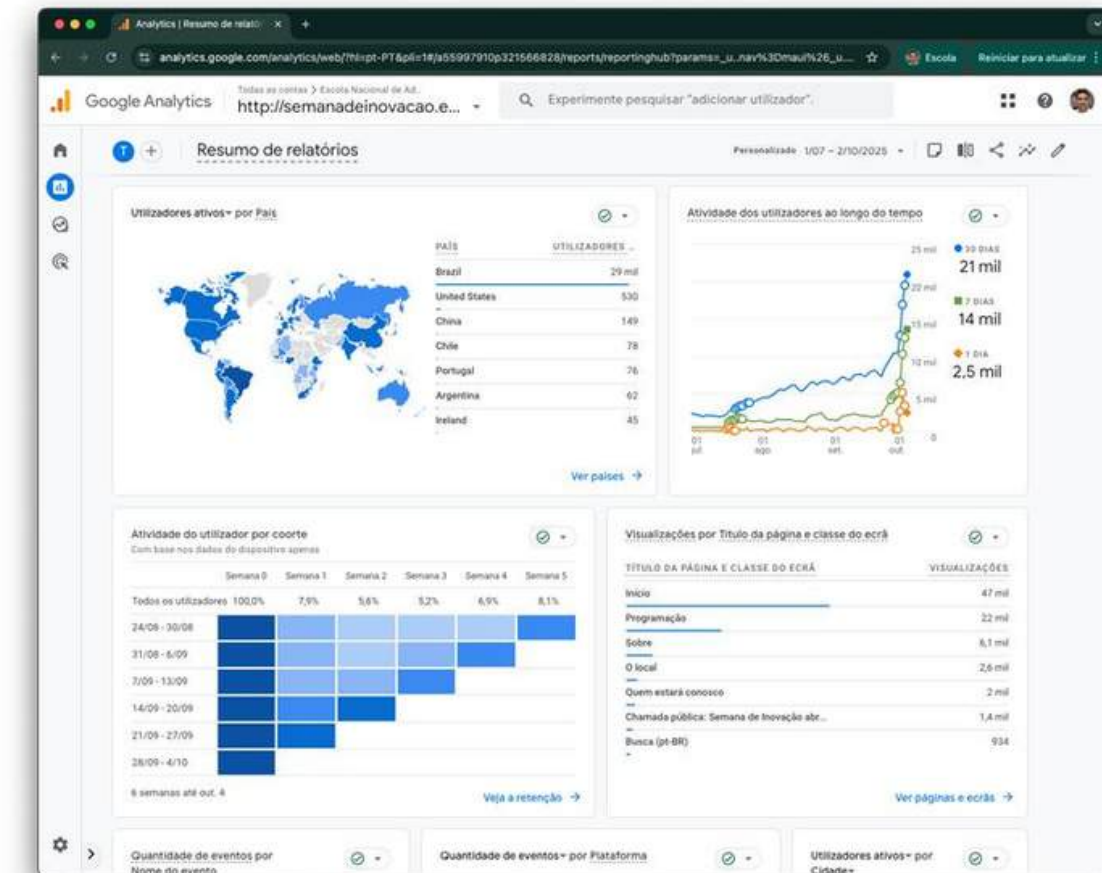 Analytics | Resumo de relató
analytics.google.com/analytics/web/?hl=pt-PT&pli=1#/a55997910p321566828/reports/reportinghub?params=_u..nav%3Dmaui%26_u....
Escola
Reiniciar para atualizar
Google Analytics
Todas as contas > Escola Nacional de Ad..
http://semanadeinovacao.e...
Experimente pesquisar "adicionar utilizador".
T
Resumo de relatórios
Personalizado 1/07 – 2/10/2025
Utilizadores ativos por País
PAÍS UTILIZADORES
Brazil 29 mil
United States 530
China 149
Chile 78
Portugal 76
Argentina 62
Ireland 45
Ver países →
Atividade dos utilizadores ao longo do tempo
25 mil
20 mil
15 mil
10 mil
5 mil
0
01 jul.
01 ago.
01 set.
01 out.
30 DIAS
21 mil
7 DIAS
14 mil
1 DIA
2,5 mil
Atividade do utilizador por coorte
Com base nos dados do dispositivo apenas
Semana 0 Semana 1 Semana 2 Semana 3 Semana 4 Semana 5
Todos os utilizadores 100,0% 7,9% 5,6% 5,2% 6,9% 8,1%
24/08 - 30/08
31/08 - 6/09
7/09 - 13/09
14/09 - 20/09
21/09 - 27/09
28/09 - 4/10
6 semanas até out. 4
Veja a retenção →
Visualizações por Título da página e classe do ecrã
TÍTULO DA PÁGINA E CLASSE DO ECRÃ VISUALIZAÇÕES
Início 47 mil
Programação 22 mil
Sobre 6,1 mil
O local 2,6 mil
Quem estará conosco 2 mil
Chamada pública: Semana de Inovação abr... 1,4 mil
Busca (pt-BR) 934
Ver páginas e ecrãs →
Quantidade de eventos por
Nome do evento
Quantidade de eventos por Plataforma
Utilizadores ativos por
Cidade